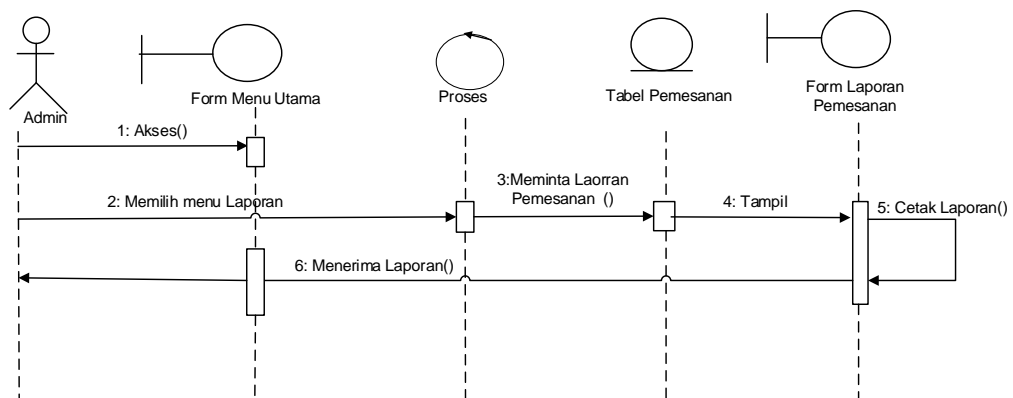 Admin
Form Menu Utama
Proses
Tabel Pemesanan
Form Laporan
Pemesanan
1: Akses()
2: Memilih menu Laporan
3:Meminta Laorran
Pemesanan ()
4: Tampil
5: Cetak Laporan()
6: Menerima Laporan()